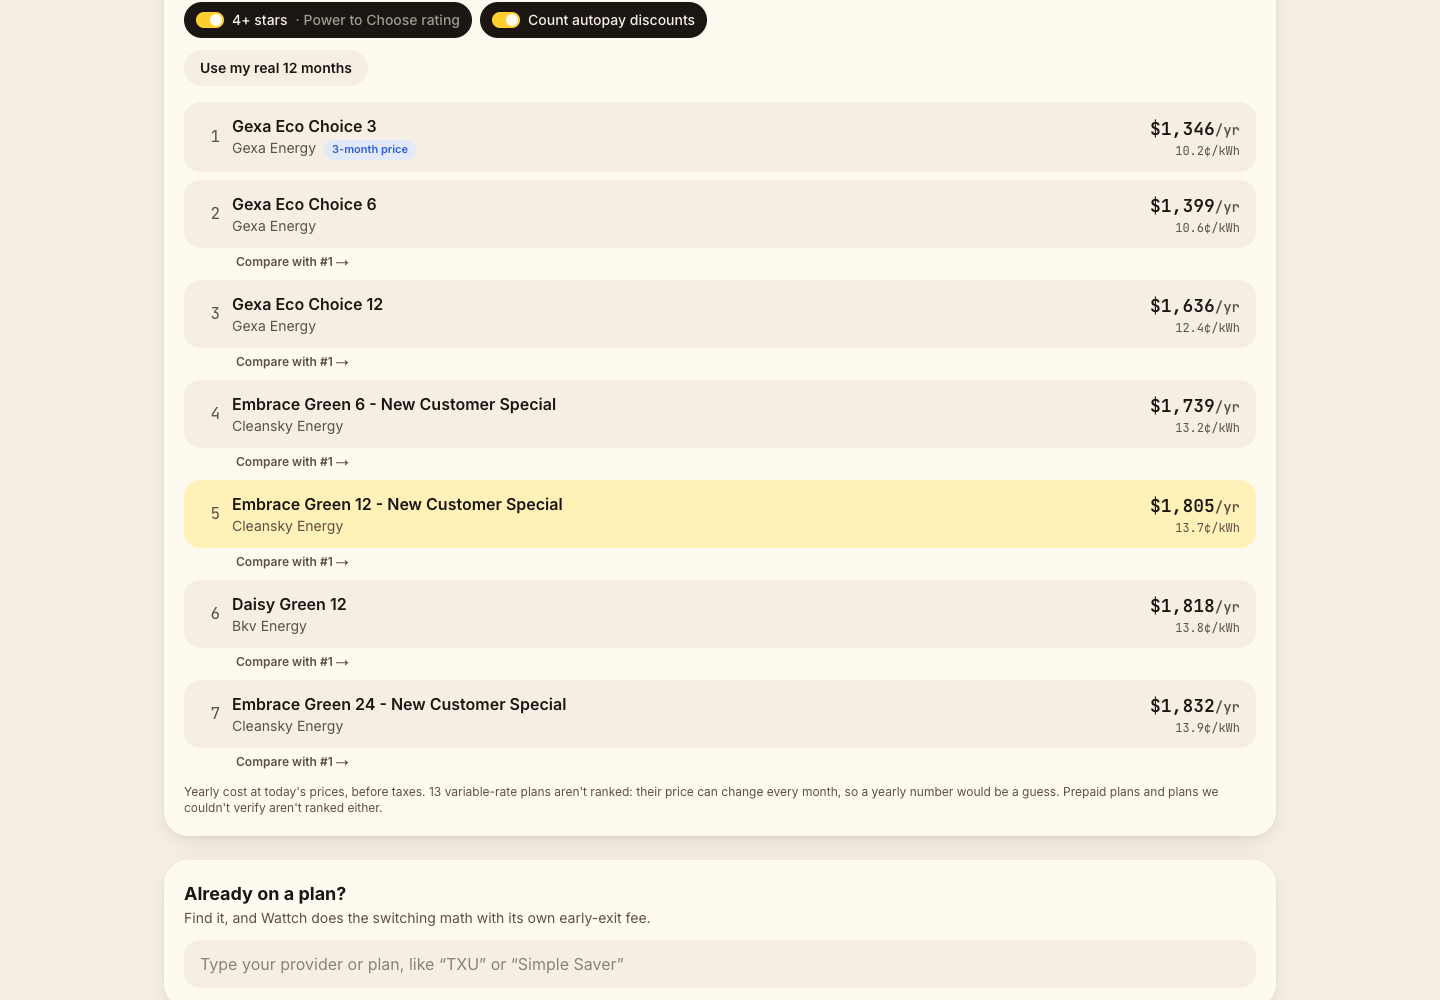 4+ stars · Power to Choose rating
Count autopay discounts
Use my real 12 months
1
Gexa Eco Choice 3
Gexa Energy
3-month price
$1,346/yr
10.2¢/kWh
2
Gexa Eco Choice 6
Gexa Energy
$1,399/yr
10.6¢/kWh
Compare with #1→
3
Gexa Eco Choice 12
Gexa Energy
$1,636/yr
12.4¢/kWh
Compare with #1→
4
Embrace Green 6 - New Customer Special
Cleansky Energy
$1,739/yr
13.2¢/kWh
Compare with #1→
5
Embrace Green 12 - New Customer Special
Cleansky Energy
$1,805/yr
13.7¢/kWh
Compare with #1→
6
Daisy Green 12
Bkv Energy
$1,818/yr
13.8¢/kWh
Compare with #1→
7
Embrace Green 24 - New Customer Special
Cleansky Energy
$1,832/yr
13.9¢/kWh
Compare with #1→
Yearly cost at today's prices, before taxes. 13 variable-rate plans aren't ranked: their price can change every month, so a yearly number would be a guess. Prepaid plans and plans we
couldn't verify aren't ranked either.
Already on a plan?
Find it, and Wattch does the switching math with its own early-exit fee.
Type your provider or plan, like “TXU” or “Simple Saver”